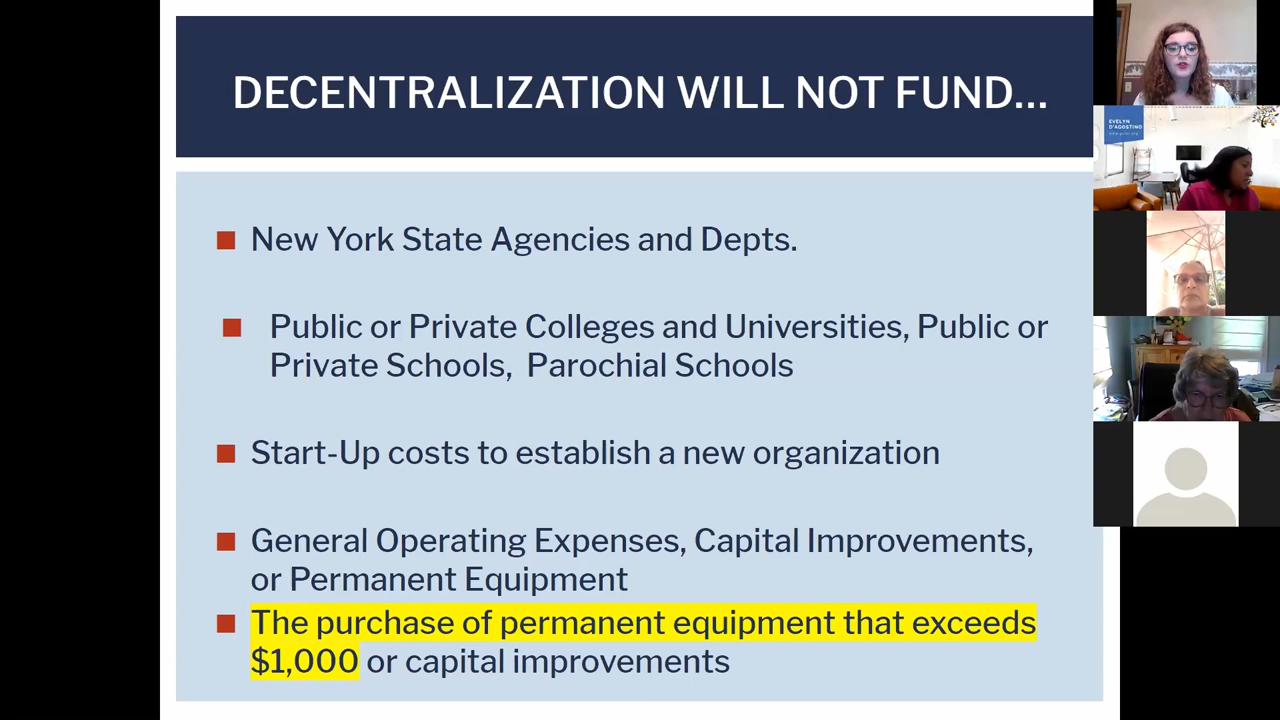 DECENTRALIZATION WILL NOT FUND...
New York State Agencies and Depts.
Public or Private Colleges and Universities, Public or
Private Schools, Parochial Schools
Start-Up costs to establish a new organization
General Operating Expenses, Capital Improvements,
or Permanent Equipment
The purchase of permanent equipment that exceeds
$1,000 or capital improvements
EVELYN
D'AGOSTINO